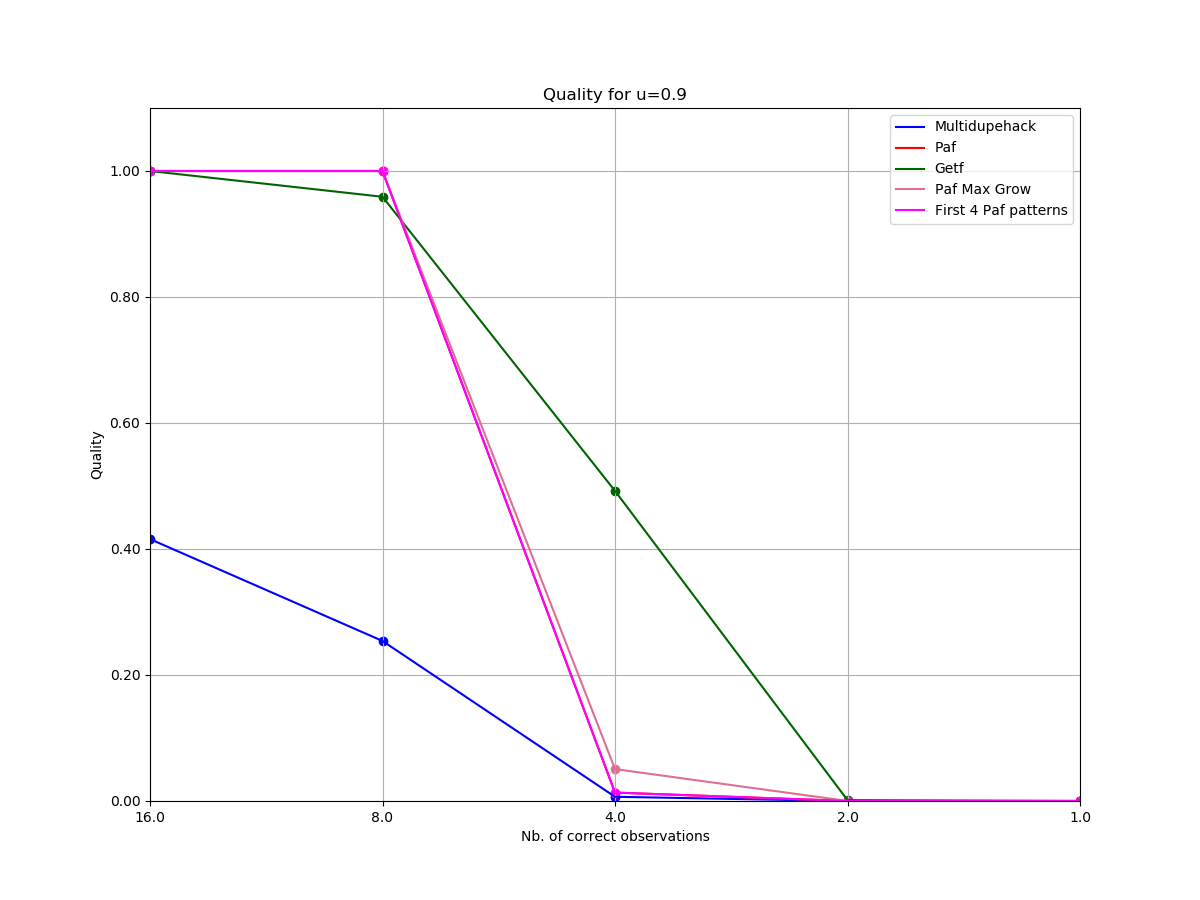 Quality for u=0.9
Multidupehack
Paf
Getf
Paf Max Grow
First 4 Paf patterns
1.00
0.80
0.60
0.40
0.20
0.00
Quality
16.0 8.0 4.0 2.0 1.0
Nb. of correct observations